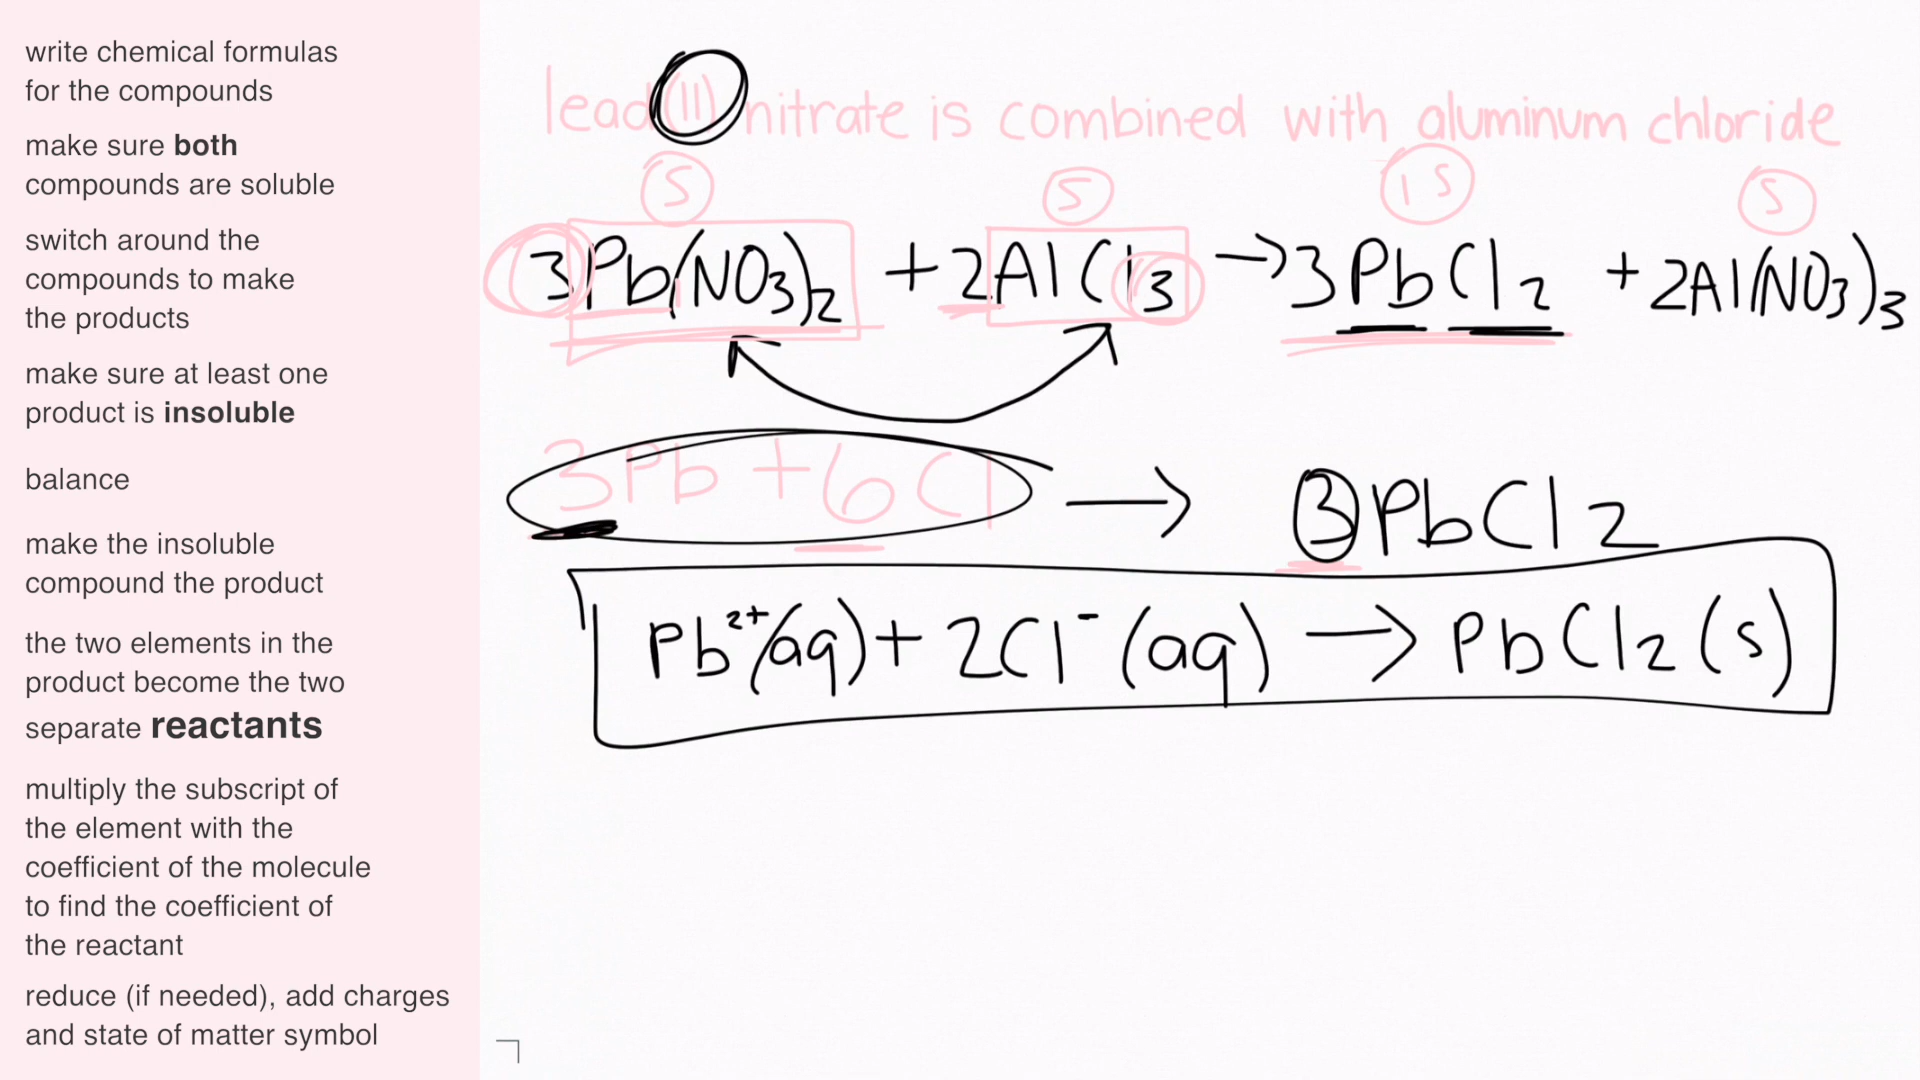 write chemical formulas
for the compounds
make sure both
compounds are soluble
switch around the
compounds to make
the products
make sure at least one
product is insoluble
balance
make the insoluble
compound the product
the two elements in the
product become the two
separate reactants
multiply the subscript of
the element with the
coefficient of the molecule
to find the coefficient of
the reactant
reduce (if needed), add charges
and state of matter symbol
lead (II) nitrate is combined with aluminum chloride
S S IS S
3Pb(NO3)2 + 2AlCl3 → 3PbCl2 + 2Al(NO3)3
3Pb + 6Cl → 3PbCl2
Pb²⁺(aq) + 2Cl⁻(aq) → PbCl2(s)